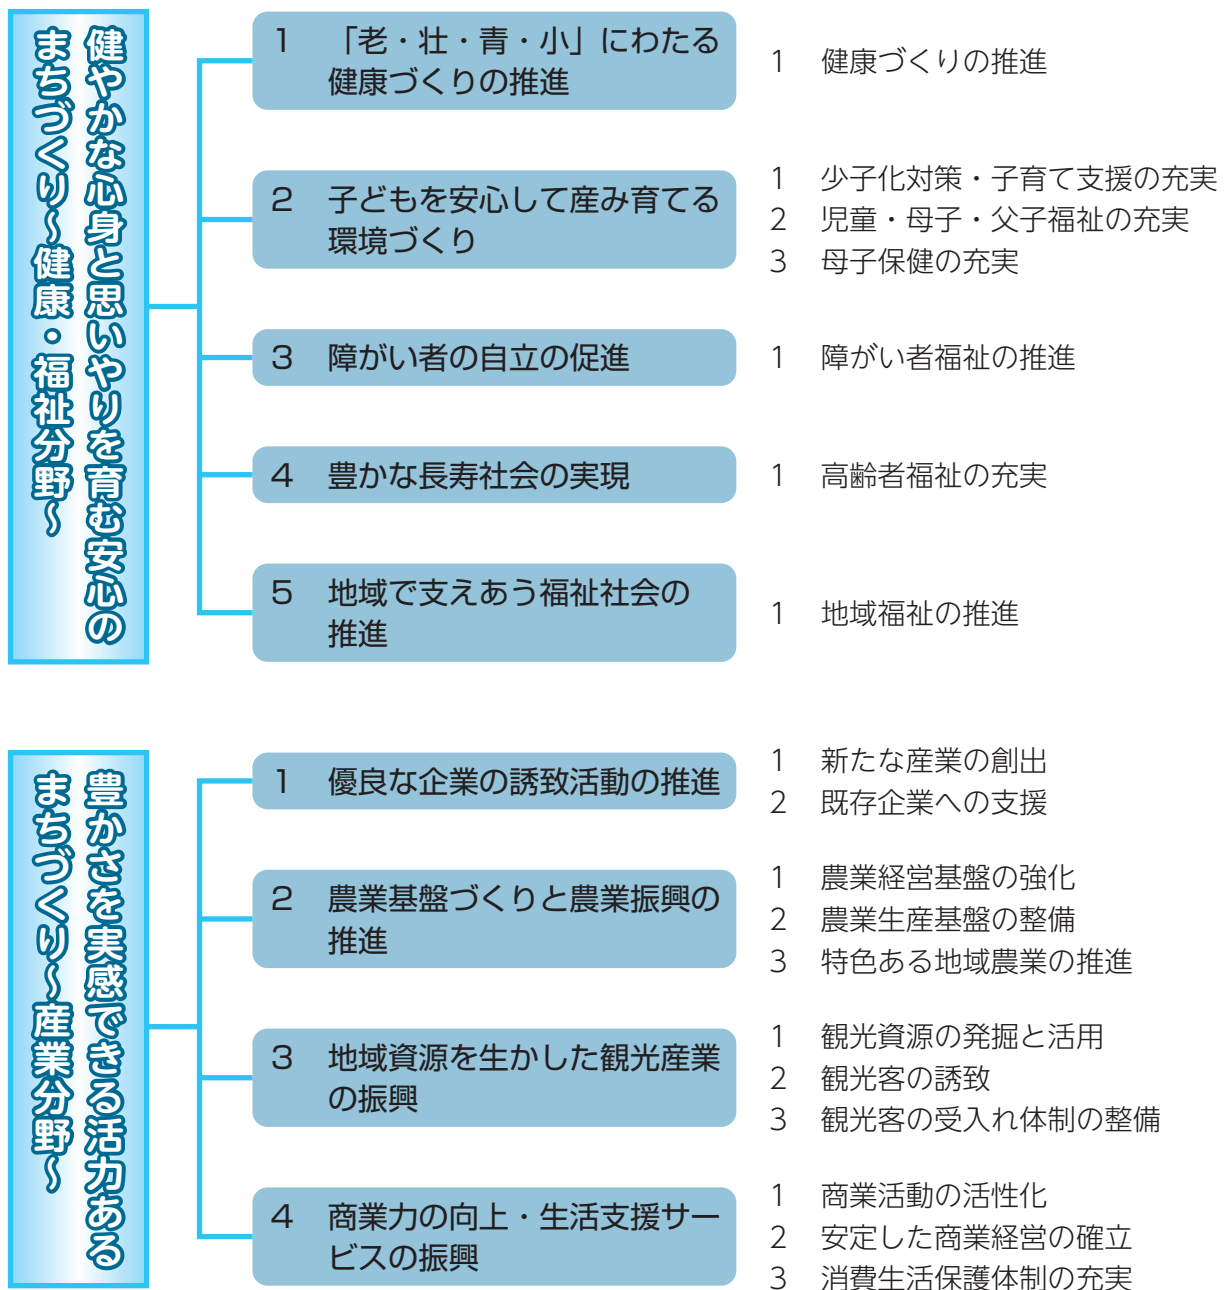 健やかな心身と思いやりを育む安心の
まちづくり～健康・福祉分野～
1 「老・壮・青・小」にわたる
健康づくりの推進
1 健康づくりの推進
2 子どもを安心して産み育てる
環境づくり
1 少子化対策・子育て支援の充実
2 児童・母子・父子福祉の充実
3 母子保健の充実
3 障がい者の自立の促進
1 障がい者福祉の推進
4 豊かな長寿社会の実現
1 高齢者福祉の充実
5 地域で支えあう福祉社会の
推進
1 地域福祉の推進
豊かさを実感できる活力ある
まちづくり～産業分野～
1 優良な企業の誘致活動の推進
1 新たな産業の創出
2 既存企業への支援
2 農業基盤づくりと農業振興の
推進
1 農業経営基盤の強化
2 農業生産基盤の整備
3 特色ある地域農業の推進
3 地域資源を生かした観光産業
の振興
1 観光資源の発掘と活用
2 観光客の誘致
3 観光客の受入れ体制の整備
4 商業力の向上・生活支援サー
ビスの振興
1 商業活動の活性化
2 安定した商業経営の確立
3 消費生活保護体制の充実